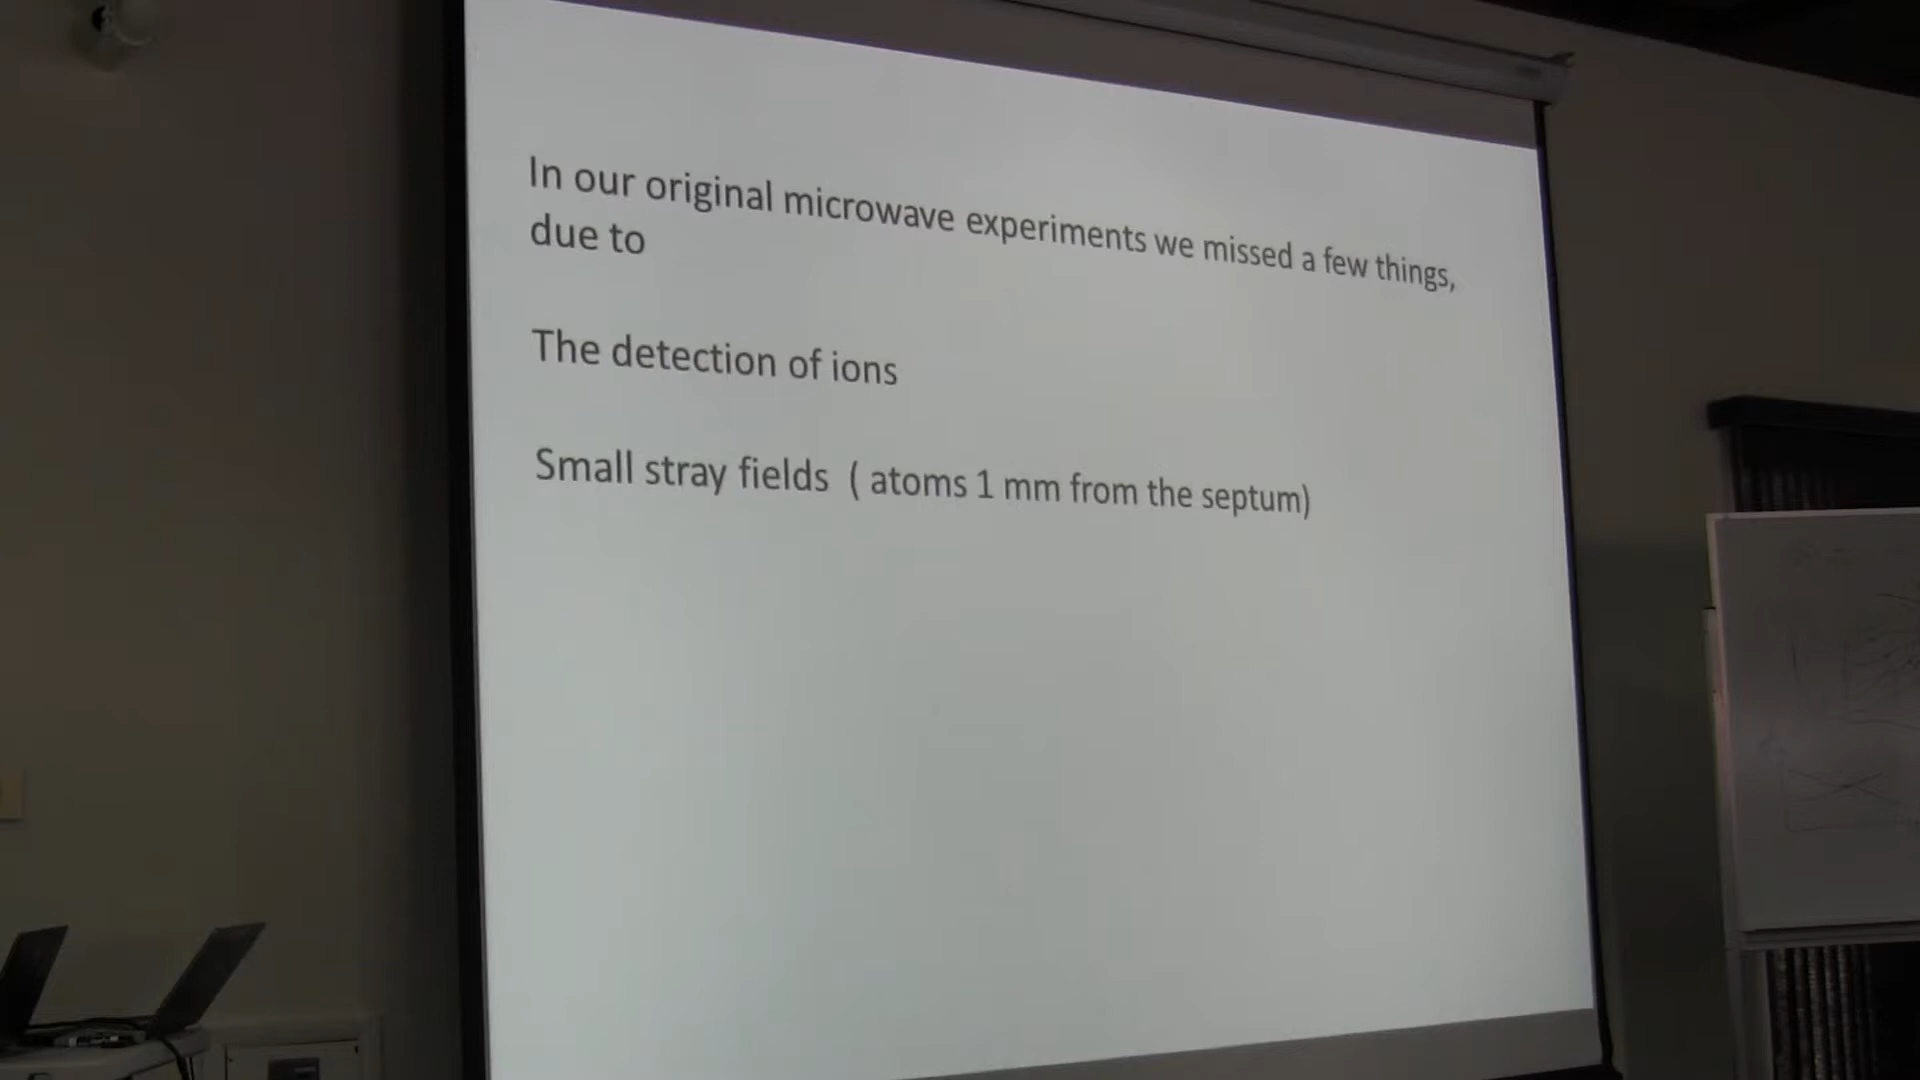 In our original microwave experiments we missed a few things,
due to
The detection of ions
Small stray fields ( atoms 1 mm from the septum)